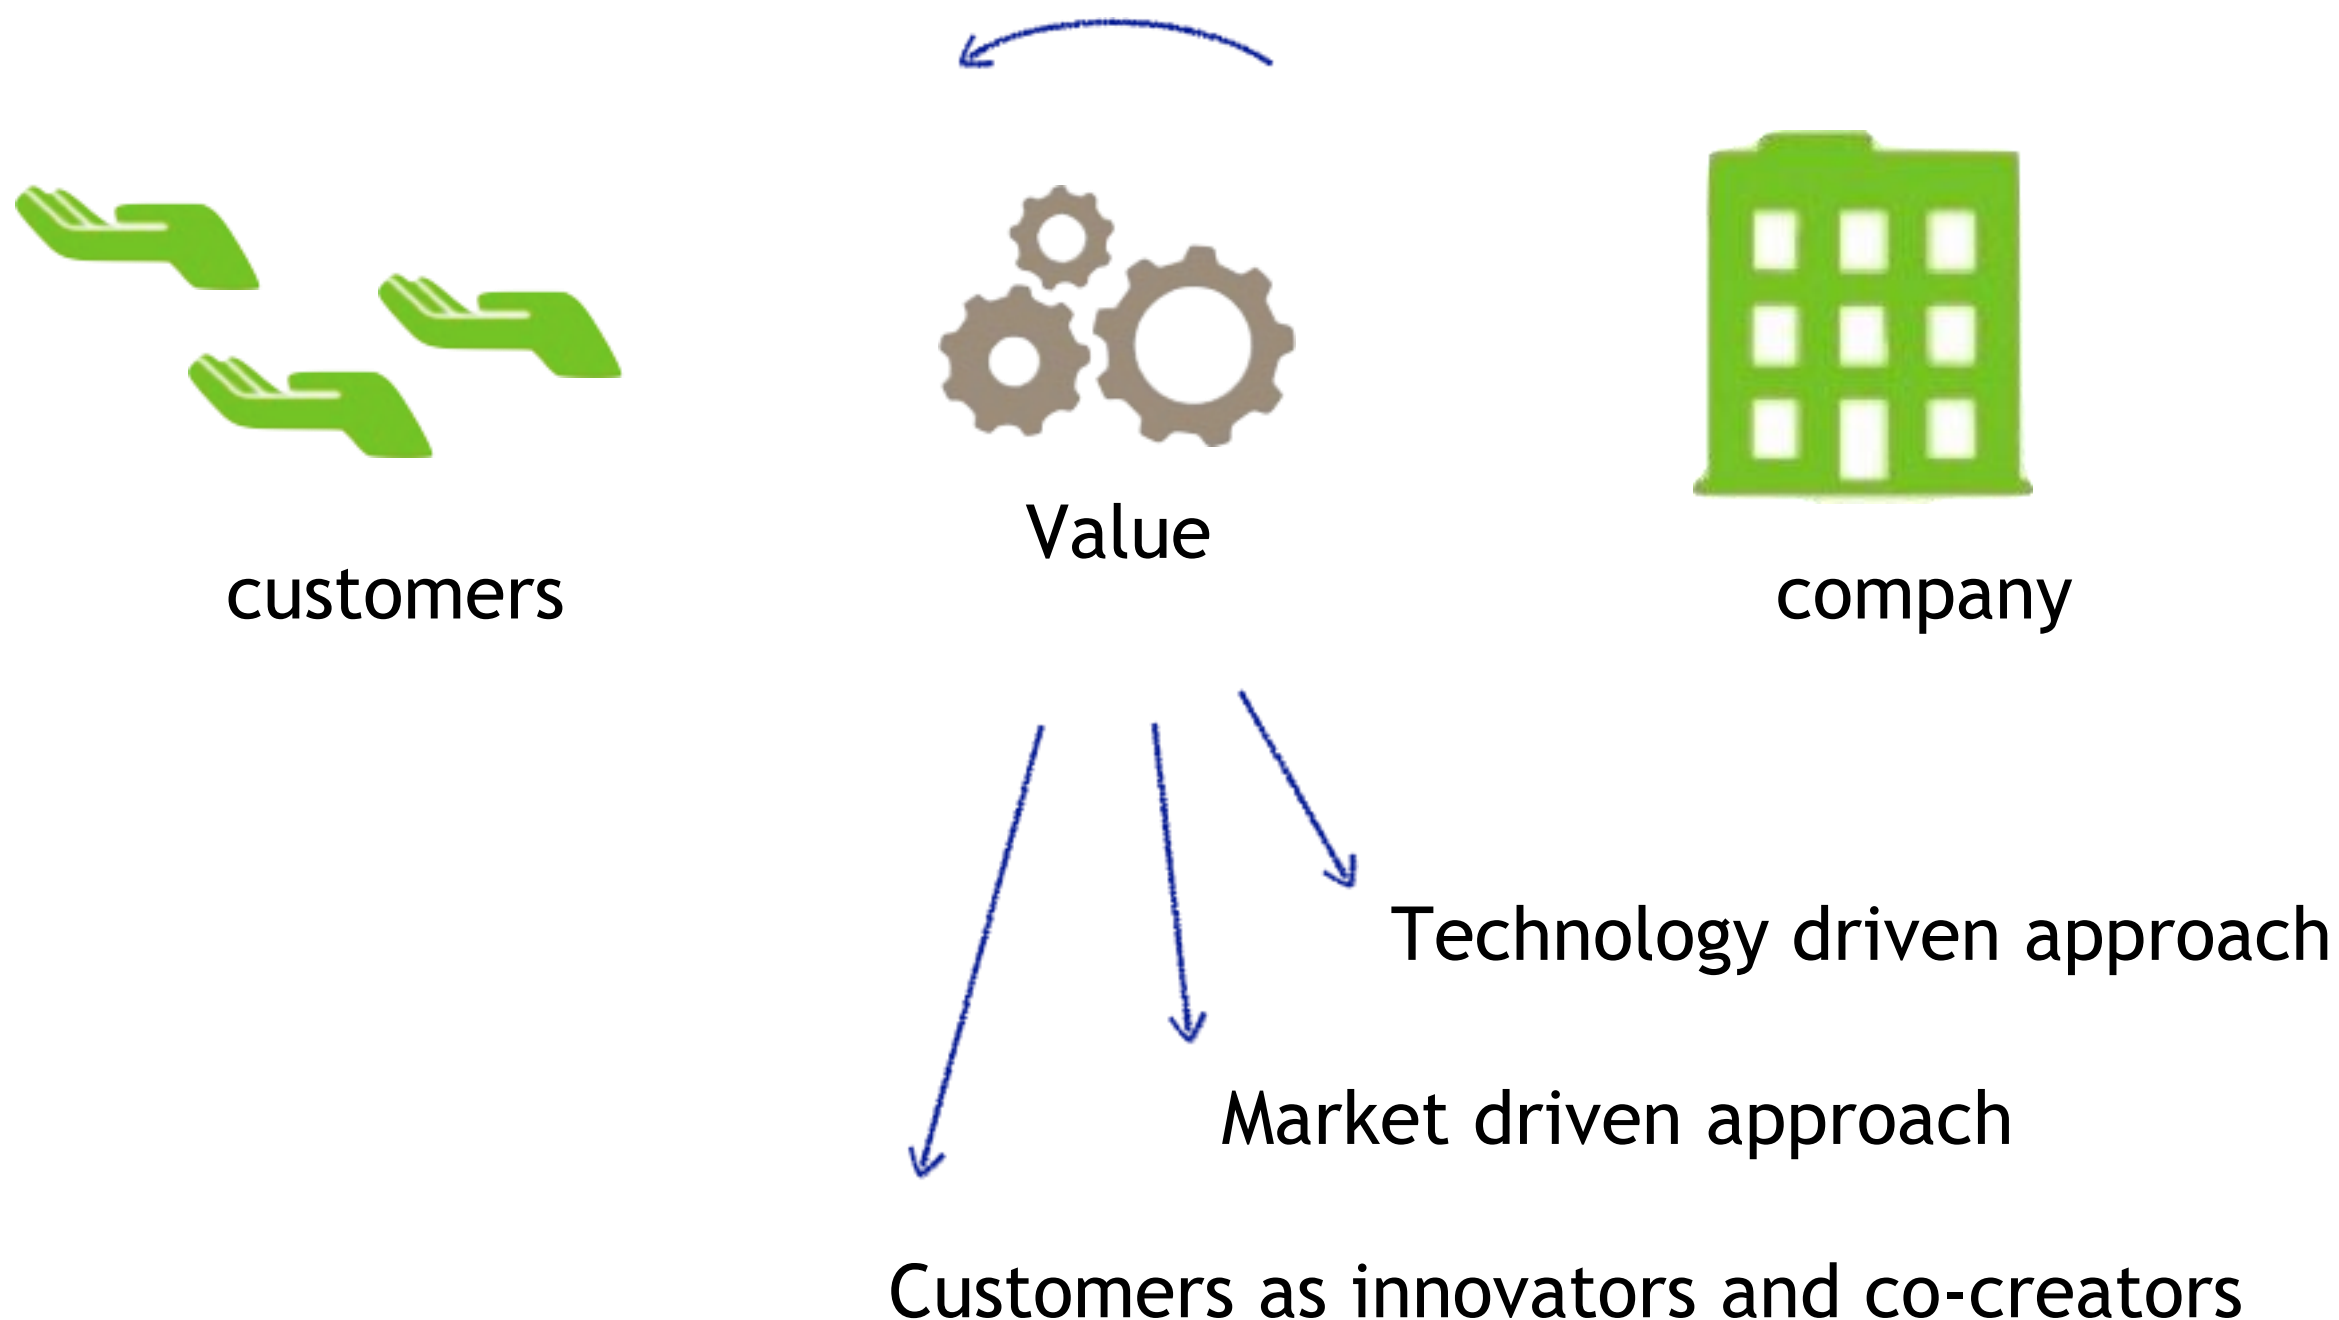 Value
customers
company
Technology driven approach
Market driven approach
Customers as innovators and co-creators